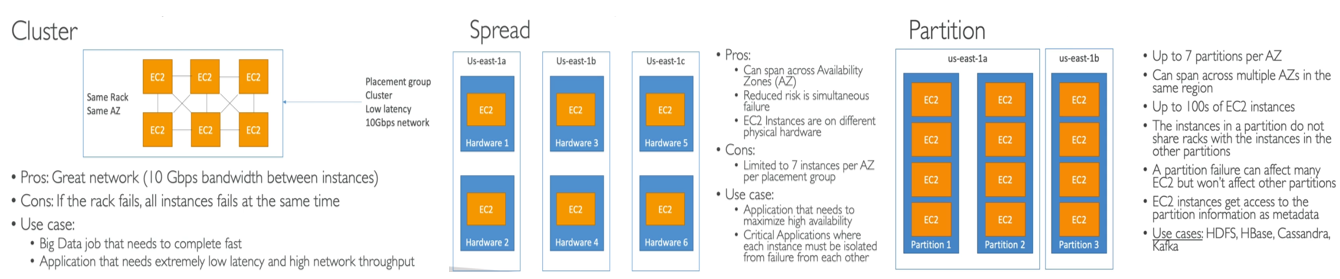 Cluster
EC2 EC2 EC2
Same Rack
Same AZ
EC2 EC2 EC2
Placement group
Cluster
Low latency
10Gbps network
• Pros: Great network (10 Gbps bandwidth between instances)
• Cons: If the rack fails, all instances fails at the same time
• Use case:
• Big Data job that needs to complete fast
• Application that needs extremely low latency and high network throughput
Spread
Us-east-1a Us-east-1b Us-east-1c
EC2 EC2 EC2
Hardware 1 Hardware 3 Hardware 5
EC2 EC2 EC2
Hardware 2 Hardware 4 Hardware 6
• Pros:
• Can span across Availability
Zones (AZ)
• Reduced risk is simultaneous
failure
• EC2 Instances are on different
physical hardware
• Cons:
• Limited to 7 instances per AZ
per placement group
• Use case:
• Application that needs to
maximize high availability
• Critical Applications where
each instance must be isolated
from failure from each other
Partition
us-east-1a us-east-1b
EC2 EC2 EC2
EC2 EC2 EC2
EC2 EC2 EC2
EC2 EC2 EC2
Partition 1 Partition 2 Partition 3
• Up to 7 partitions per AZ
• Can span across multiple AZs in the
same region
• Up to 100s of EC2 instances
• The instances in a partition do not
share racks with the instances in the
other partitions
• A partition failure can affect many
EC2 but won't affect other partitions
• EC2 instances get access to the
partition information as metadata
• Use cases: HDFS, HBase, Cassandra,
Kafka